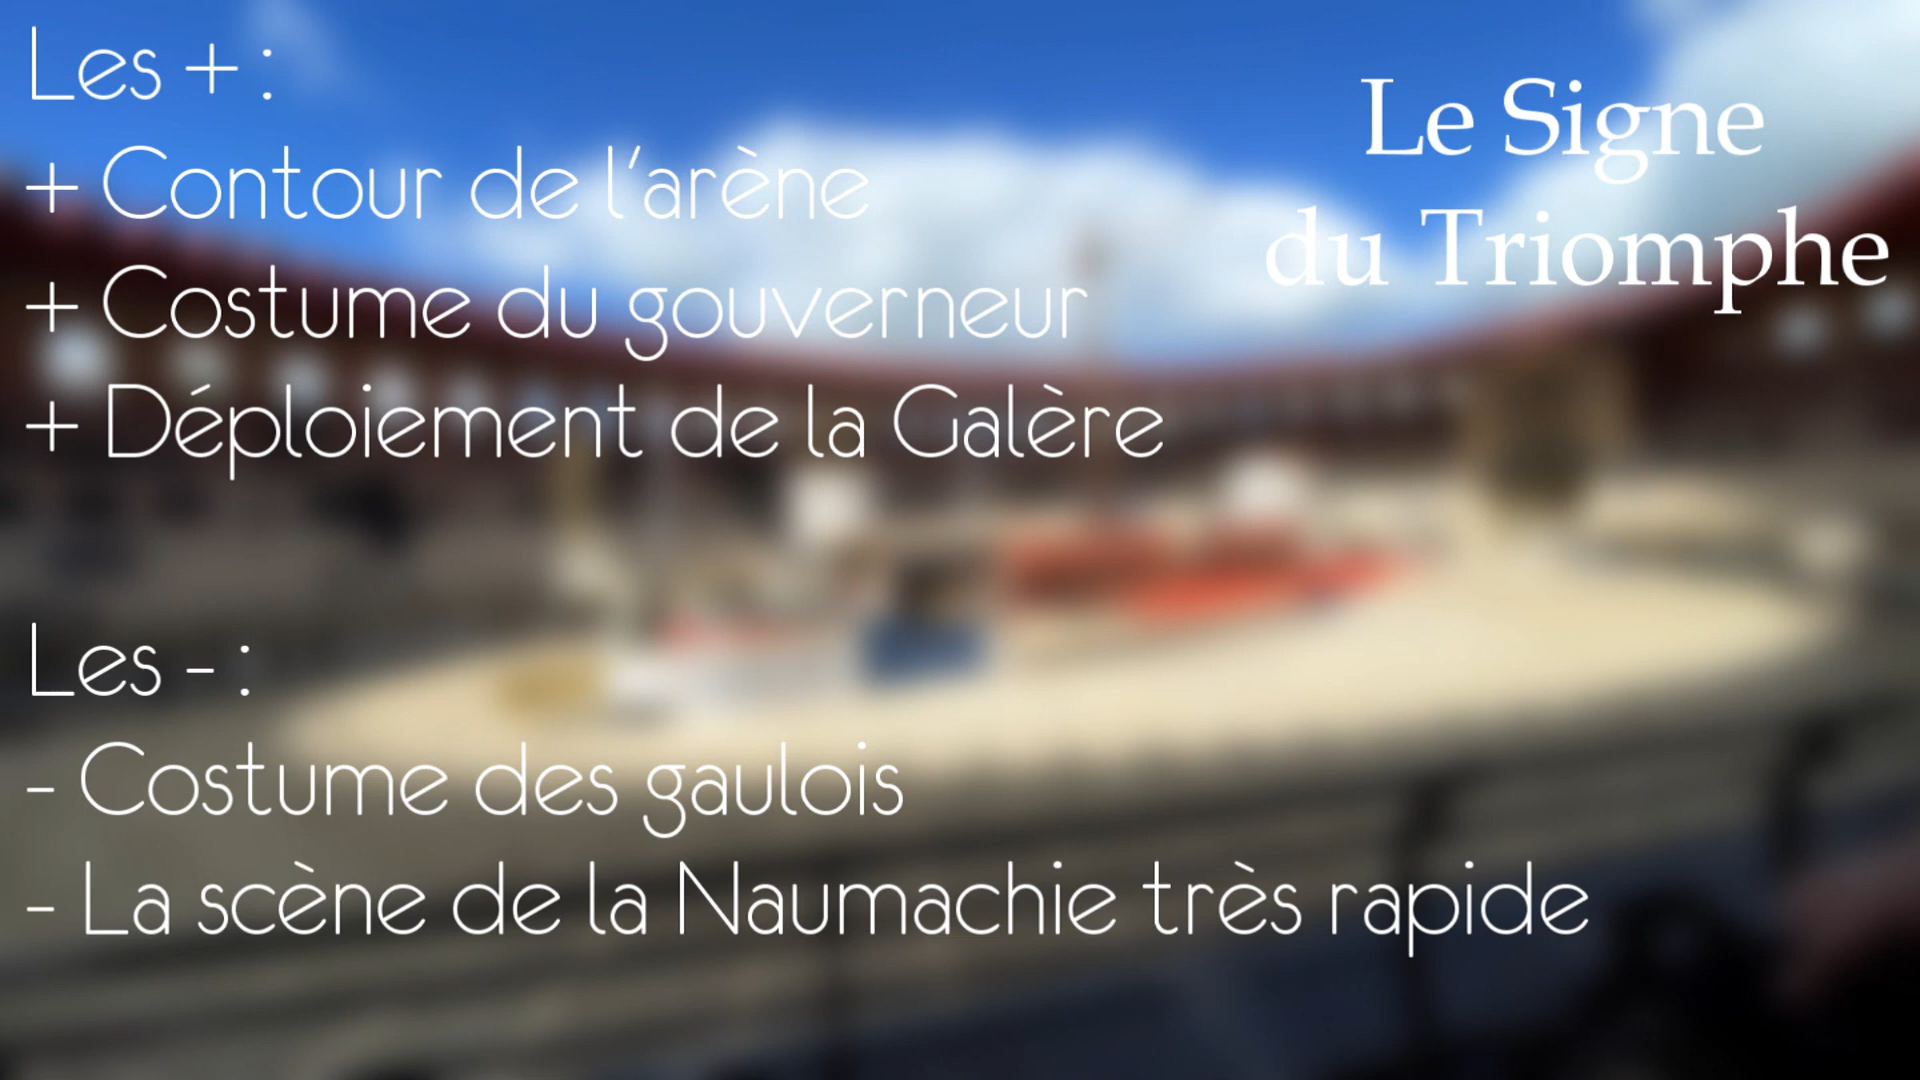 Les + :
+ Contour de l'arène
+ Costume du gouverneur
+ Déploiement de la Galère
Les - :
- Costume des gaulois
- La scène de la Naumachie très rapide
Le Signe
du Triomphe